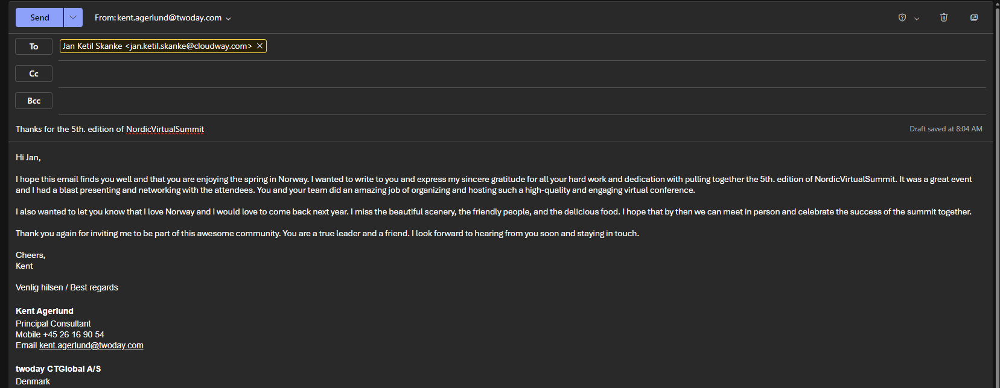 Send
From: kent.agerlund@twoday.com
To
Jan Ketil Skanke <jan.ketil.skanke@cloudway.com>
Cc
Bcc
Thanks for the 5th. edition of NordicVirtualSummit
Draft saved at 8:04 AM
Hi Jan,
I hope this email finds you well and that you are enjoying the spring in Norway. I wanted to write to you and express my sincere gratitude for all your hard work and dedication with pulling together the 5th. edition of NordicVirtualSummit. It was a great event
and I had a blast presenting and networking with the attendees. You and your team did an amazing job of organizing and hosting such a high-quality and engaging virtual conference.
I also wanted to let you know that I love Norway and I would love to come back next year. I miss the beautiful scenery, the friendly people, and the delicious food. I hope that by then we can meet in person and celebrate the success of the summit together.
Thank you again for inviting me to be part of this awesome community. You are a true leader and a friend. I look forward to hearing from you soon and staying in touch.
Cheers,
Kent
Venlig hilsen / Best regards
Kent Agerlund
Principal Consultant
Mobile +45 26 16 90 54
Email kent.agerlund@twoday.com
twoday CTGlobal A/S
Denmark